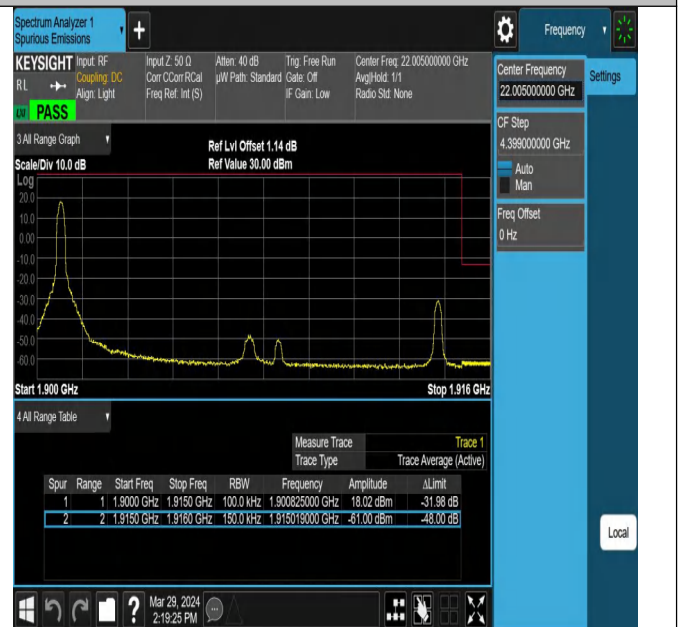 Spectrum Analyzer 1
Spurious Emissions
+
Frequency
KEYSIGHT Input: RF Input Z: 50 Ω Atten: 40 dB Trig: Free Run Center Freq: 22.005000000 GHz
RL Coupling: DC Corr CCorr RCal µW Path: Standard Gate: Off Avg|Hold: 1/1
Align: Light Freq Ref: Int (S) IF Gain: Low Radio Std: None
PASS
Center Frequency
22.005000000 GHz
Settings
CF Step
4.399000000 GHz
Auto
Man
Freq Offset
0 Hz
3 All Range Graph
Ref Lvl Offset 1.14 dB
Scale/Div 10.0 dB Ref Value 30.00 dBm
Log
20.0
10.0
0.00
-10.0
-20.0
-30.0
-40.0
-50.0
-60.0
Start 1.900 GHz Stop 1.916 GHz
4 All Range Table
Measure Trace Trace 1
Trace Type Trace Average (Active)
Spur Range Start Freq Stop Freq RBW Frequency Amplitude ΔLimit
1 1 1.9000 GHz 1.9150 GHz 100.0 kHz 1.900825000 GHz 18.02 dBm -31.98 dB
2 2 1.9150 GHz 1.9160 GHz 150.0 kHz 1.915019000 GHz -61.00 dBm -48.00 dB
Local
?
Mar 29, 2024
2:19:25 PM